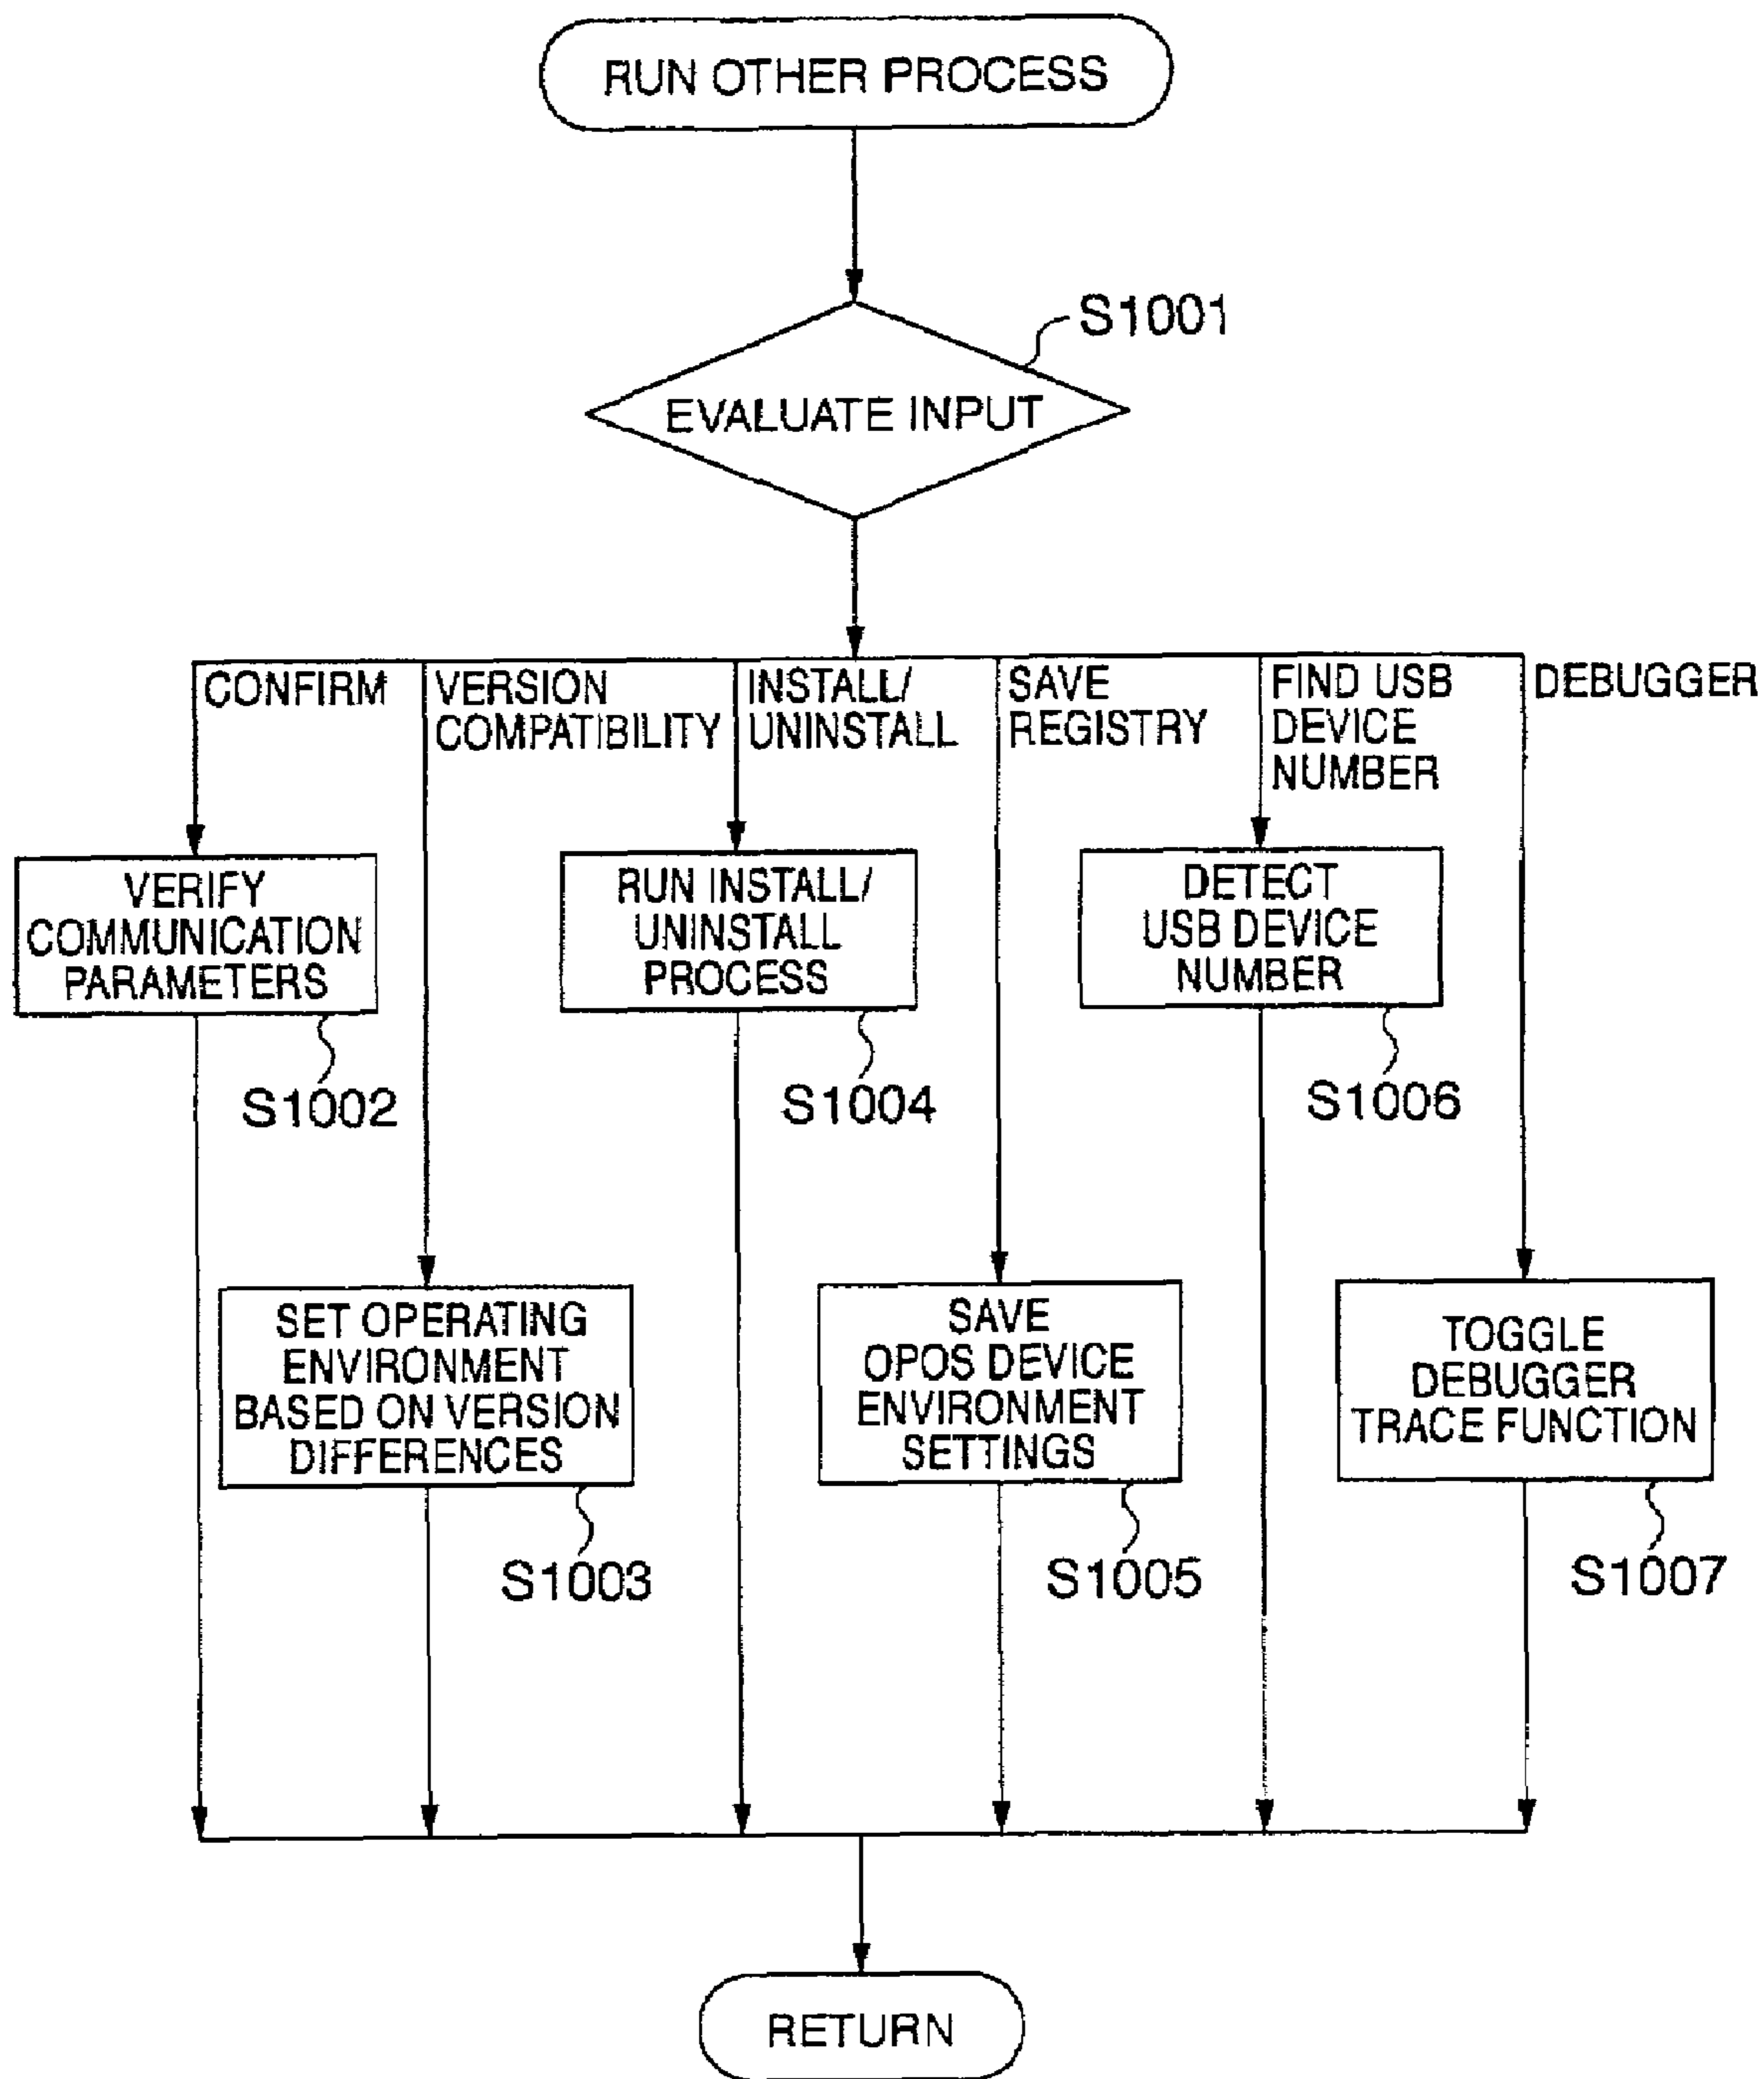 RUN OTHER PROCESS
S1001
EVALUATE INPUT
CONFIRM
VERSION
COMPATIBILITY
INSTALL/
UNINSTALL
SAVE
REGISTRY
FIND USB
DEVICE
NUMBER
DEBUGGER
VERIFY
COMMUNICATION
PARAMETERS
S1002
RUN INSTALL/
UNINSTALL
PROCESS
S1004
DETECT
USB DEVICE
NUMBER
S1006
SET OPERATING
ENVIRONMENT
BASED ON VERSION
DIFFERENCES
S1003
SAVE
OPOS DEVICE
ENVIRONMENT
SETTINGS
S1005
TOGGLE
DEBUGGER
TRACE FUNCTION
S1007
RETURN